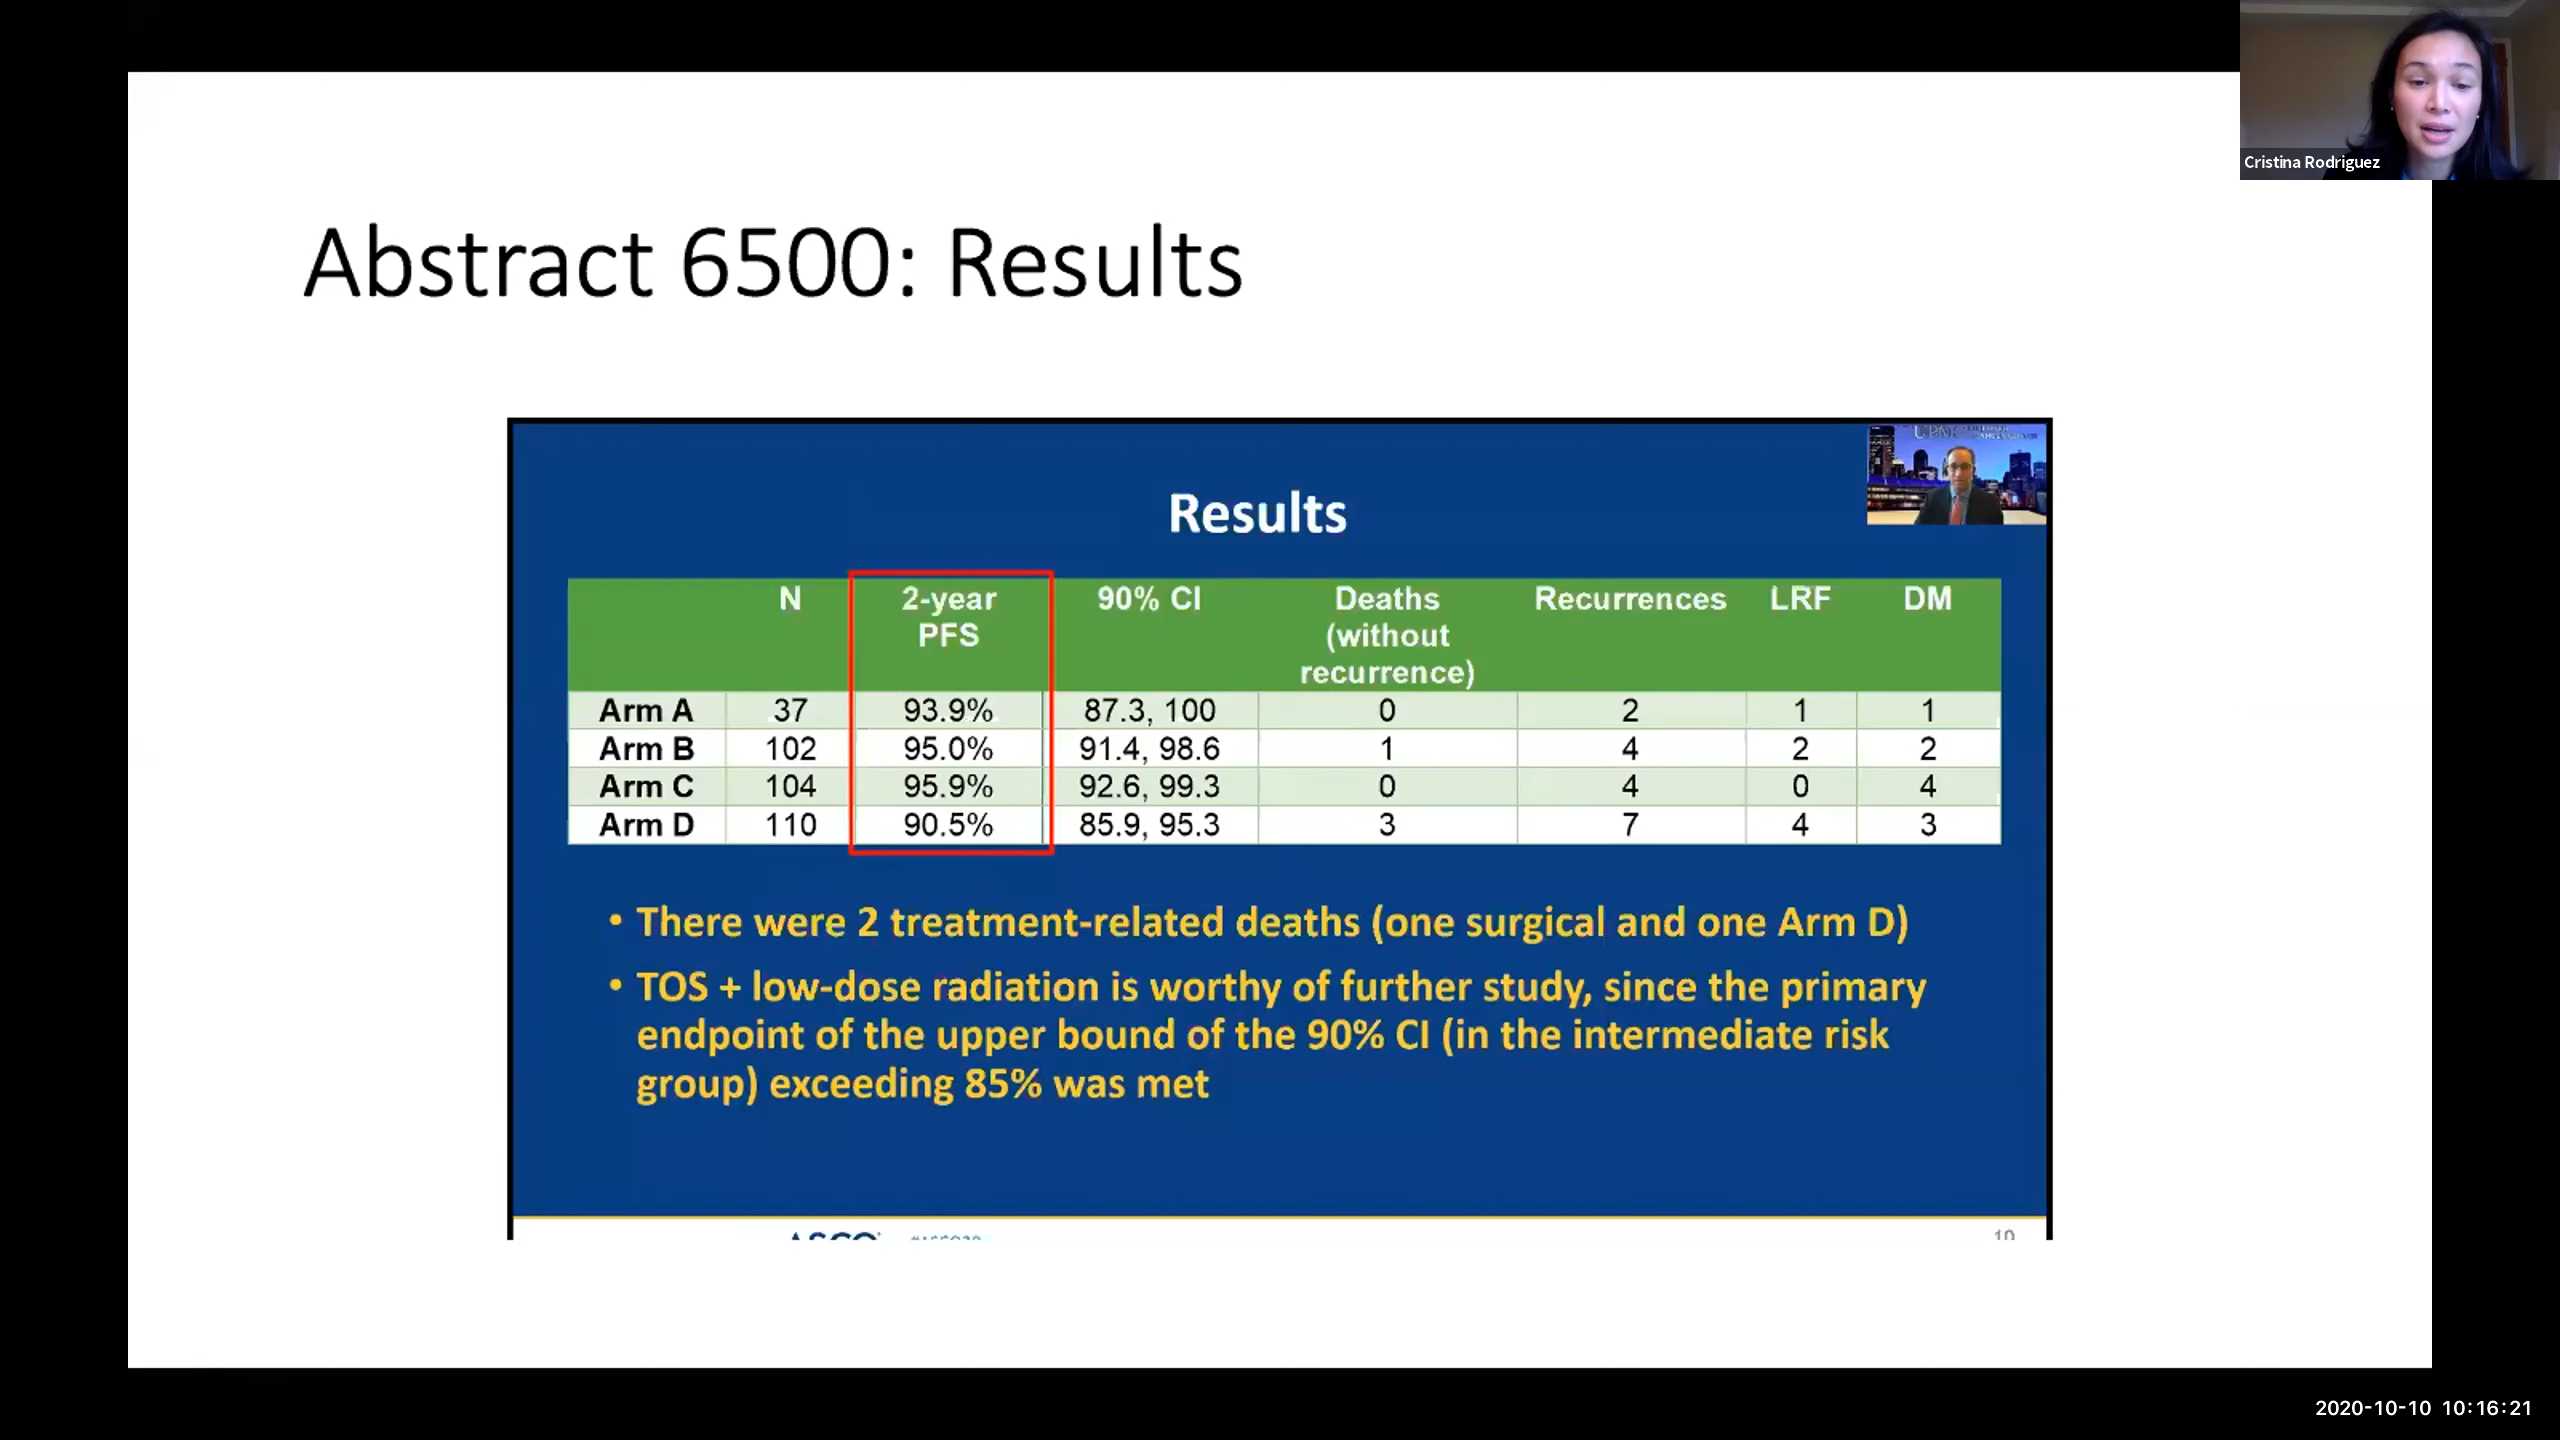 Cristina Rodriguez
Abstract 6500: Results
Results
N 2-year PFS 90% CI Deaths (without recurrence) Recurrences LRF DM
Arm A 37 93.9% 87.3, 100 0 2 1 1
Arm B 102 95.0% 91.4, 98.6 1 4 2 2
Arm C 104 95.9% 92.6, 99.3 0 4 0 4
Arm D 110 90.5% 85.9, 95.3 3 7 4 3
• There were 2 treatment-related deaths (one surgical and one Arm D)
• TOS + low-dose radiation is worthy of further study, since the primary
endpoint of the upper bound of the 90% CI (in the intermediate risk
group) exceeding 85% was met
ASCO
10
2020-10-10 10:16:21